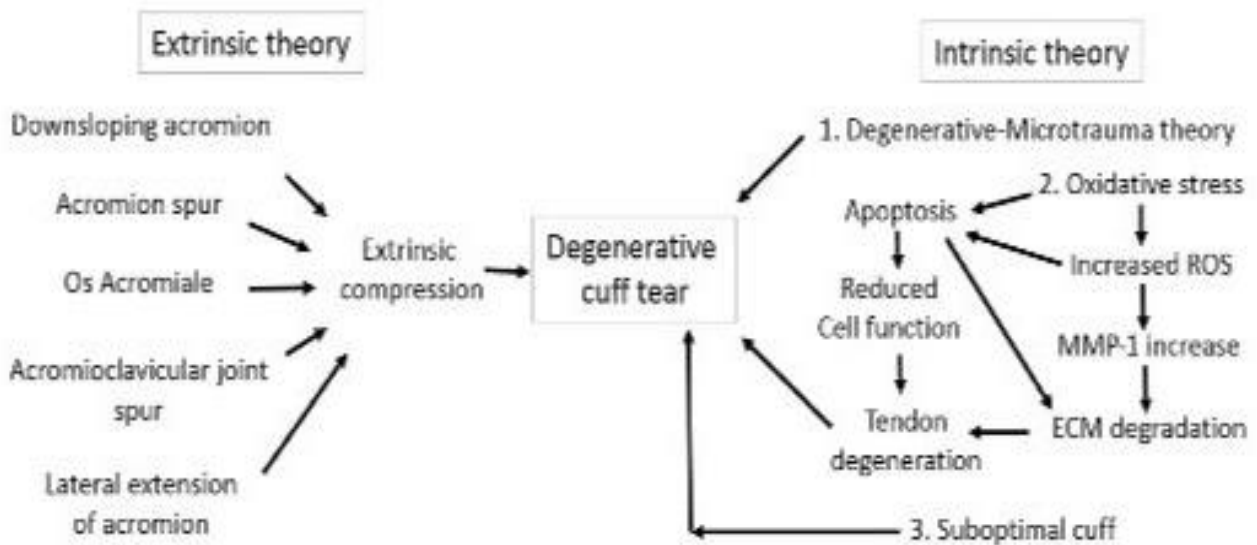 Extrinsic theory
Downsloping acromion
Acromion spur
Os Acromiale
Acromioclavicular joint
spur
Lateral extension
of acromion
Extrinsic
compression
Degenerative
cuff tear
Intrinsic theory
1. Degenerative-Microtrauma theory
2. Oxidative stress
Apoptosis
Increased ROS
Reduced
Cell function
MMP-1 increase
Tendon
degeneration
ECM degradation
3. Suboptimal cuff